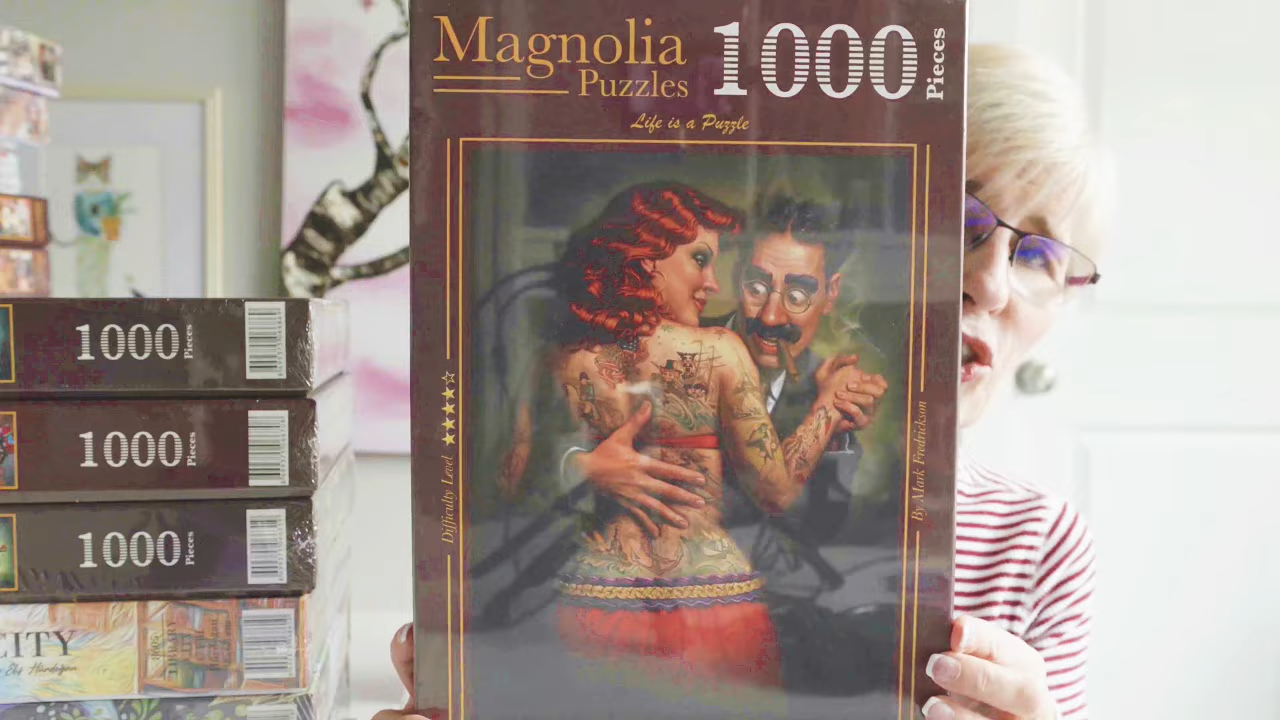 Magnolia
Puzzles
1000
Pieces
Life is a Puzzle
Difficulty Level ★★★★☆
By Mark Fredrickson
1000
Pieces
1000
Pieces
1000
Pieces
CITY